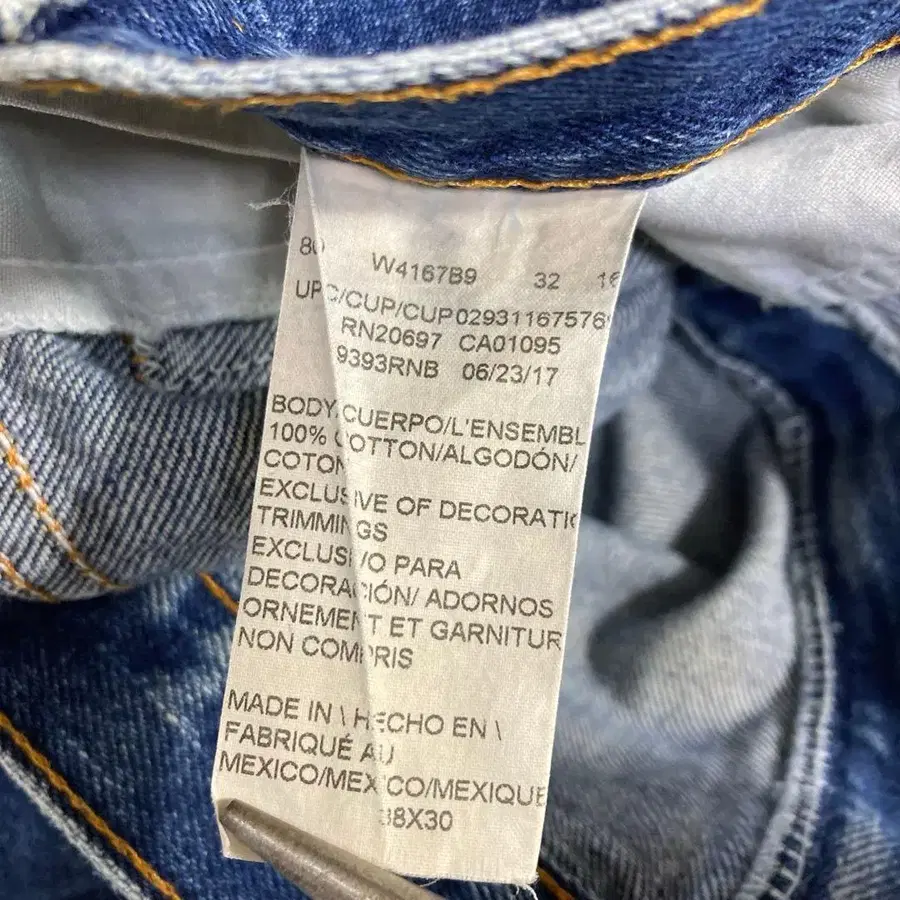 80 W4167B9 32 16
UPC/CUP/CUP 02931167576
RN20697 CA01095
9393RNB 06/23/17
BODY/CUERPO/L'ENSEMBL
100% COTTON/ALGODÓN/
COTON
EXCLUSIVE OF DECORATI
TRIMMINGS
EXCLUSIVO PARA
DECORACIÓN/ ADORNOS
ORNEMENT ET GARNITUR
NON COMPRIS
MADE IN \ HECHO EN \
FABRIQUÉ AU
MEXICO/MEXICO/MEXIQUE
38X30